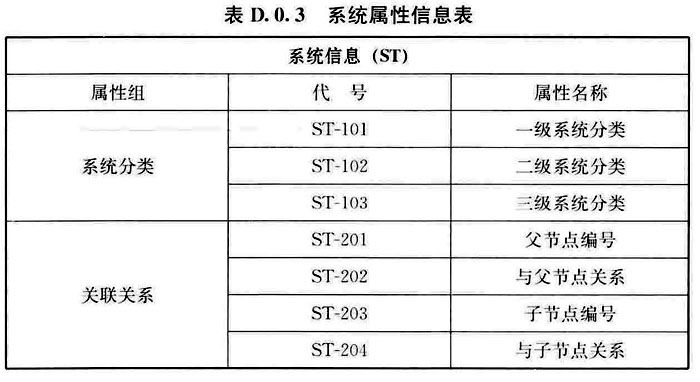 表 D.0.3 系统属性信息表
系统信息（ST）
属性组 代 号 属性名称
系统分类 ST-101 一级系统分类
ST-102 二级系统分类
ST-103 三级系统分类
关联关系 ST-201 父节点编号
ST-202 与父节点关系
ST-203 子节点编号
ST-204 与子节点关系